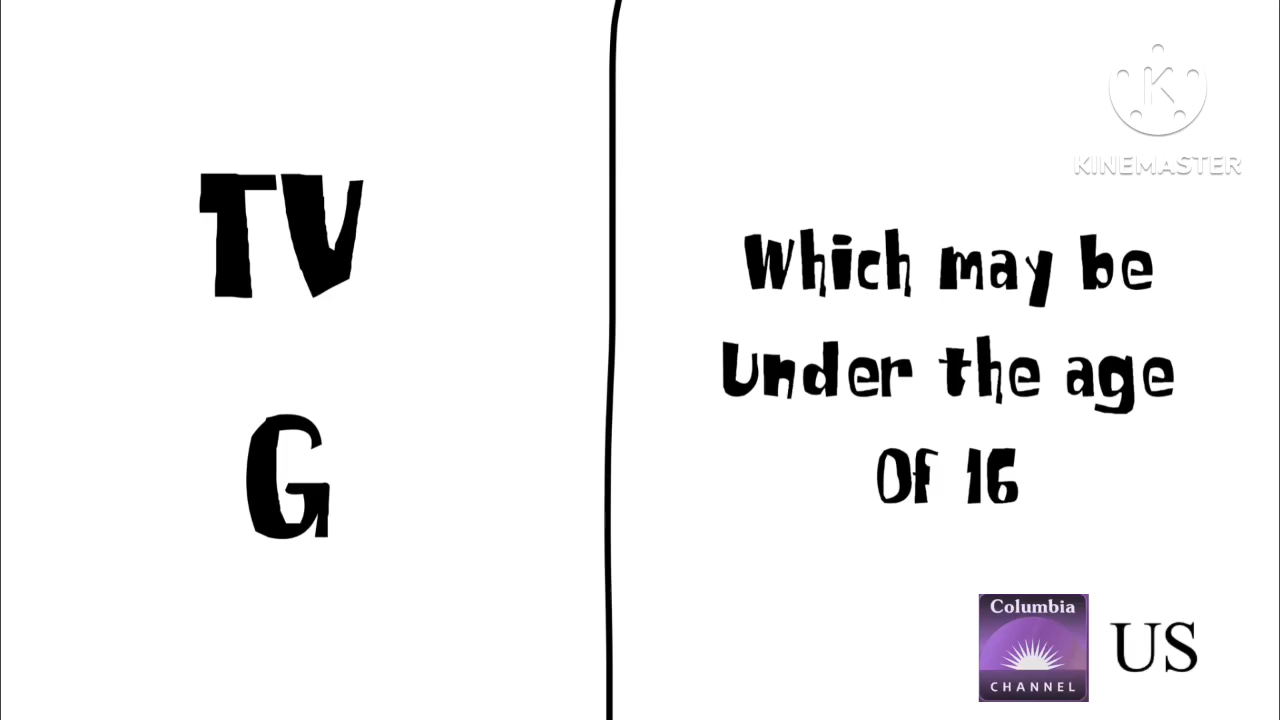 TV
G
Which may be
Under the age
Of 16
KINEMASTER
Columbia
CHANNEL
US